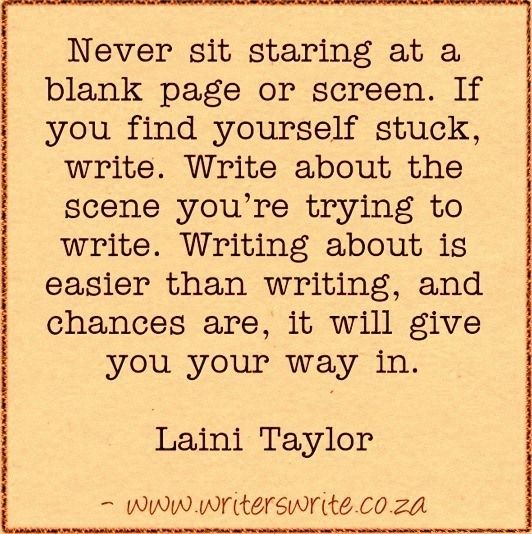 Never sit staring at a
blank page or screen. If
you find yourself stuck,
write. Write about the
scene you’re trying to
write. Writing about is
easier than writing, and
chances are, it will give
you your way in.
Laini Taylor
- www.writerswrite.co.za